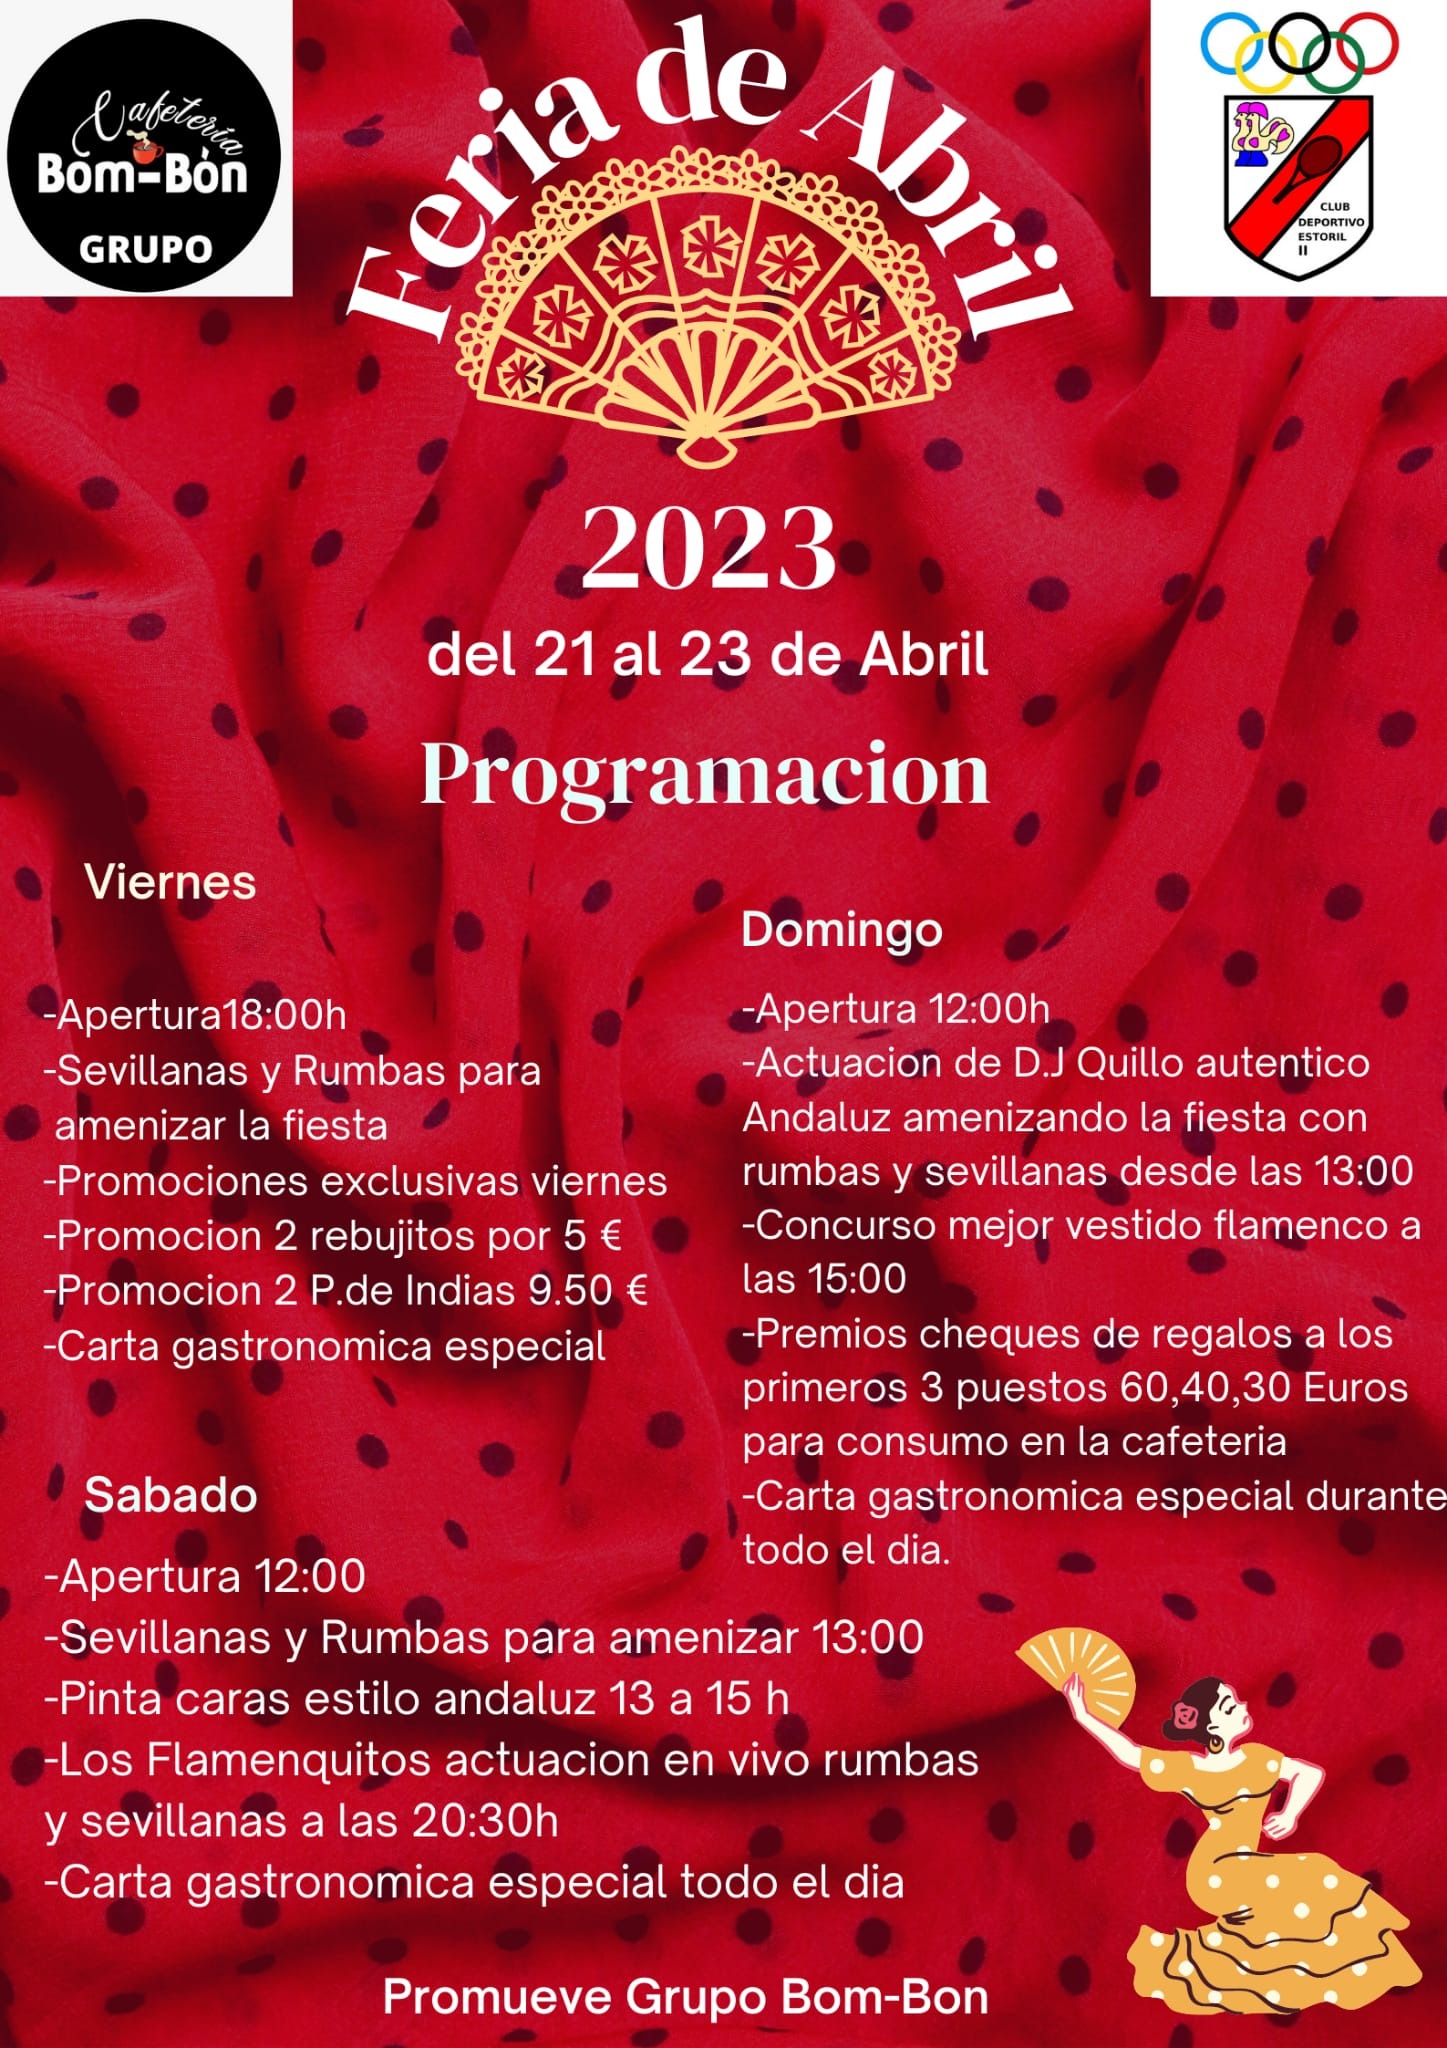 Cafetería
Bom-Bòn
GRUPO
Feria de Abril
CLUB
DEPORTIVO
ESTORIL
II
2023
del 21 al 23 de Abril
Programacion
Viernes
-Apertura18:00h
-Sevillanas y Rumbas para
amenizar la fiesta
-Promociones exclusivas viernes
-Promocion 2 rebujitos por 5 €
-Promocion 2 P.de Indias 9.50 €
-Carta gastronomica especial
Sabado
-Apertura 12:00
-Sevillanas y Rumbas para amenizar 13:00
-Pinta caras estilo andaluz 13 a 15 h
-Los Flamenquitos actuacion en vivo rumbas
y sevillanas a las 20:30h
-Carta gastronomica especial todo el dia
Domingo
-Apertura 12:00h
-Actuacion de D.J Quillo autentico
Andaluz amenizando la fiesta con
rumbas y sevillanas desde las 13:00
-Concurso mejor vestido flamenco a
las 15:00
-Premios cheques de regalos a los
primeros 3 puestos 60,40,30 Euros
para consumo en la cafeteria
-Carta gastronomica especial durante
todo el dia.
Promueve Grupo Bom-Bon